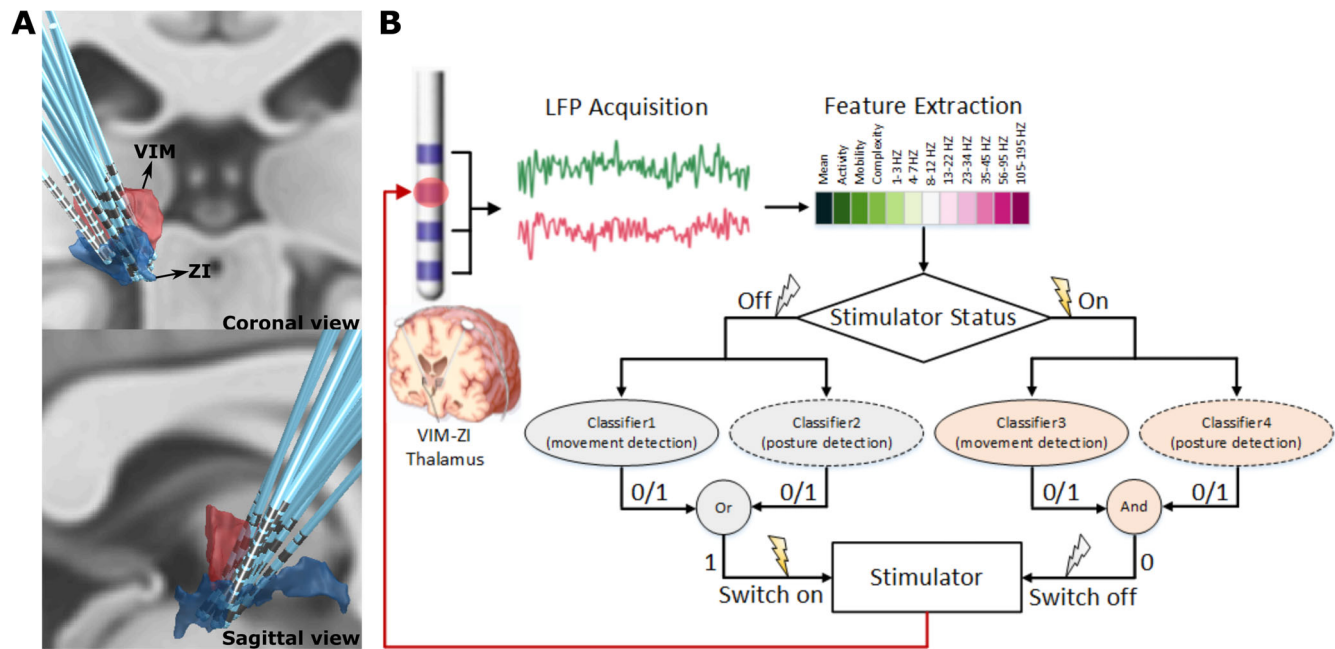 A
VIM
ZI
Coronal view
Sagittal view
B
LFP Acquisition
Feature Extraction
Mean
Activity
Mobility
Complexity
1-3 HZ
4-7 HZ
8-12 HZ
13-22 HZ
23-34 HZ
35-45 HZ
56-95 HZ
105-195 HZ
VIM-ZI
Thalamus
Off
Stimulator Status
On
Classifier1
(movement detection)
Classifier2
(posture detection)
Classifier3
(movement detection)
Classifier4
(posture detection)
0/1
Or
0/1
0/1
And
0/1
1
Switch on
Stimulator
0
Switch off